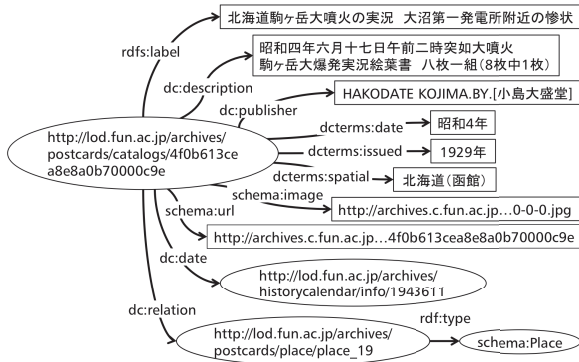 rdfs:label
北海道駒ヶ岳大噴火の実況 大沼第一発電所附近の惨状
dc:description
昭和四年六月十七日午前二時突如大噴火
駒ヶ岳大爆発実況絵葉書 八枚一組(8枚中1枚)
dc:publisher
HAKODATE KOJIMA.BY.[小島大盛堂]
dcterms:date
昭和4年
http://lod.fun.ac.jp/archives/
postcards/catalogs/4f0b613ce
a8e8a0b70000c9e
dcterms:issued
1929年
dcterms:spatial
北海道(函館)
schema:image
http://archives.c.fun.ac.jp...0-0-0.jpg
schema:url
http://archives.c.fun.ac.jp...4f0b613cea8e8a0b70000c9e
dc:date
http://lod.fun.ac.jp/archives/
historycalendar/info/1943611
dc:relation
http://lod.fun.ac.jp/archives/
postcards/place/place_19
rdf:type
schema:Place